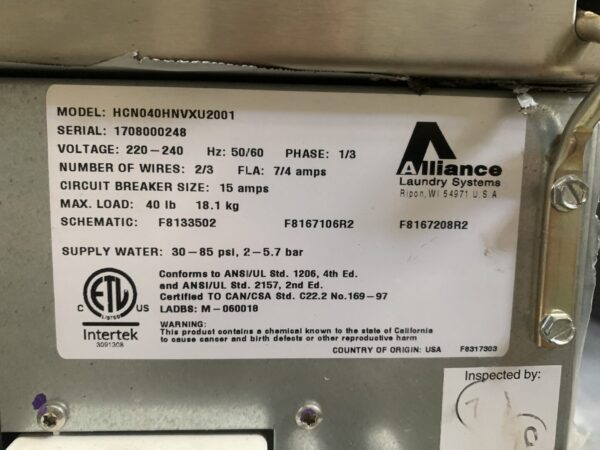 MODEL: HCN040HNVXU2001
SERIAL: 1708000248
VOLTAGE: 220-240 Hz: 50/60 PHASE: 1/3
NUMBER OF WIRES: 2/3 FLA: 7/4 amps
CIRCUIT BREAKER SIZE: 15 amps
MAX. LOAD: 40 lb 18.1 kg
SCHEMATIC: F8133502 F8167106R2 F8167208R2
Alliance
Laundry Systems
Ripon, WI 54971 U.S.A
SUPPLY WATER: 30-85 psi, 2-5.7 bar
C ETL US
LISTED
Intertek
3091308
Conforms to ANSI/UL Std. 1206, 4th Ed.
and ANSI/UL Std. 2157, 2nd Ed.
Certified TO CAN/CSA Std. C22.2 No.169-97
LADBS: M-060018
WARNING:
This product contains a chemical known to the state of California
to cause cancer and birth defects or other reproductive harm
COUNTRY OF ORIGIN: USA F8317303
Inspected by: